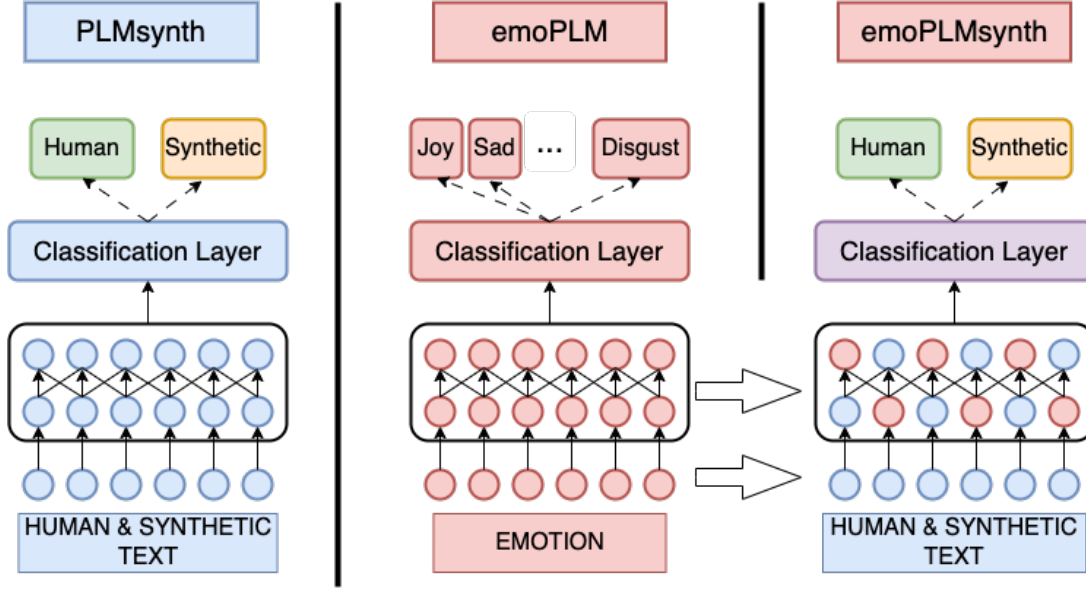 PLMsynth
Human
Synthetic
Classification Layer
HUMAN & SYNTHETIC
TEXT
emoPLM
Joy
Sad
...
Disgust
Classification Layer
EMOTION
emoPLMsynth
Human
Synthetic
Classification Layer
HUMAN & SYNTHETIC
TEXT